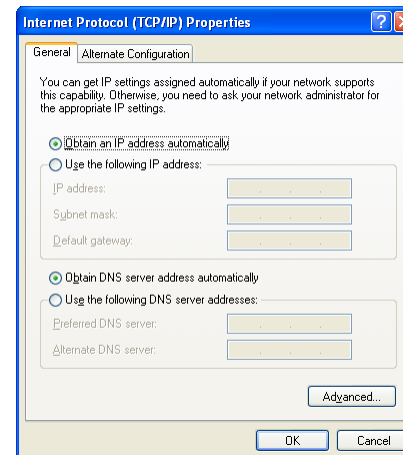 Internet Protocol (TCP/IP) Properties
General
Alternate Configuration
You can get IP settings assigned automatically if your network supports
this capability. Otherwise, you need to ask your network administrator for
the appropriate IP settings.
Obtain an IP address automatically
Use the following IP address:
IP address:
Subnet mask:
Default gateway:
Obtain DNS server address automatically
Use the following DNS server addresses:
Preferred DNS server:
Alternate DNS server:
Advanced...
OK
Cancel